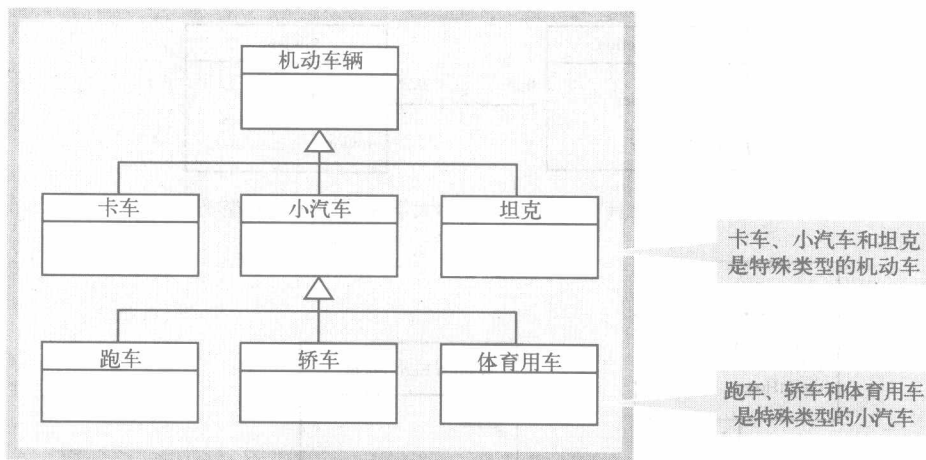 机动车辆
卡车
小汽车
坦克
卡车、小汽车和坦克
是特殊类型的机动车
跑车
轿车
体育用车
跑车、轿车和体育用车
是特殊类型的小汽车